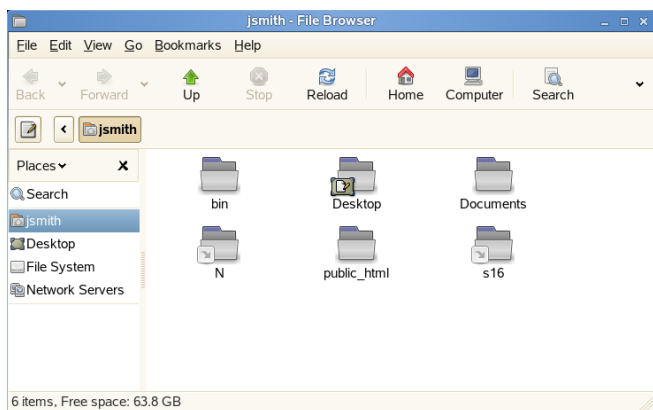 jsmith - File Browser
File Edit View Go Bookmarks Help
Back Forward Up Stop Reload Home Computer Search
jsmith
Places
Search
jsmith
Desktop
File System
Network Servers
bin Desktop Documents
N public_html s16
6 items, Free space: 63.8 GB